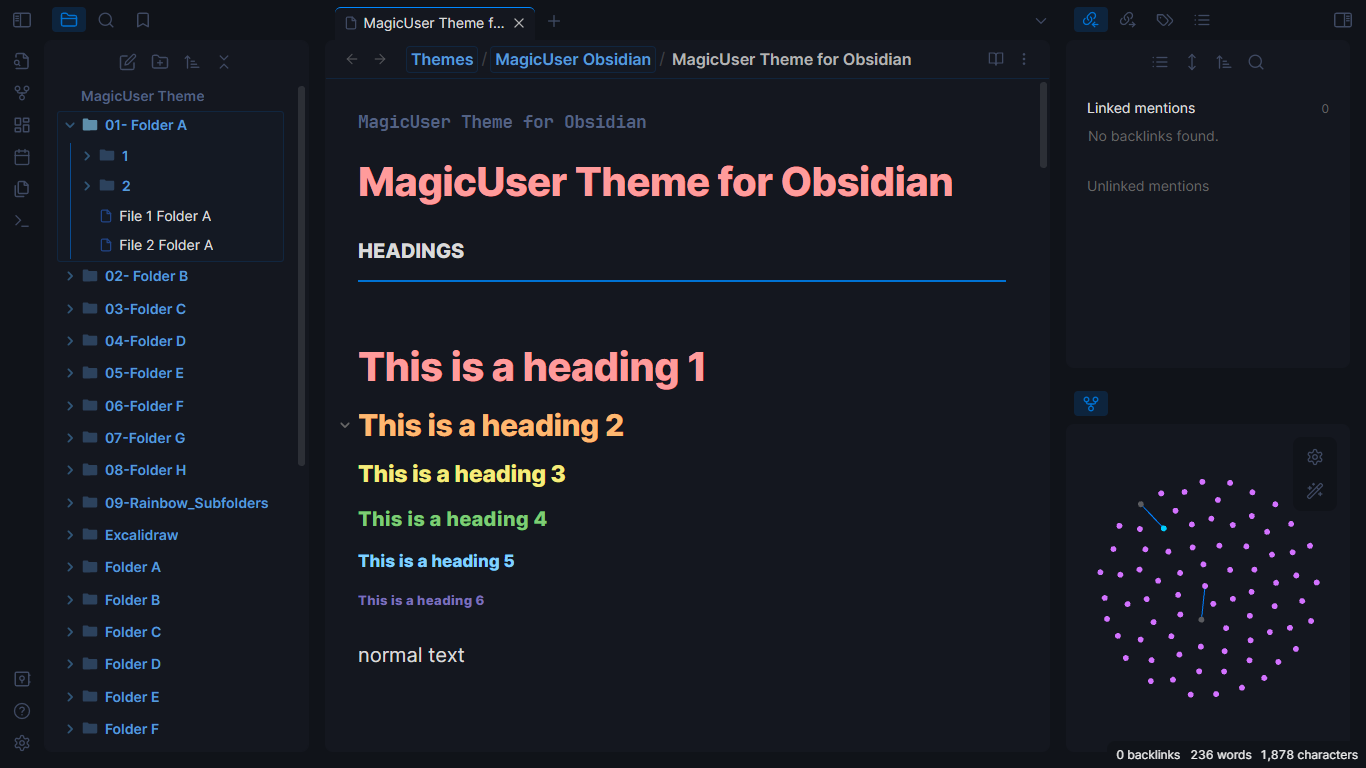 MagicUser Theme f...
MagicUser Theme
01- Folder A
1
2
File 1 Folder A
File 2 Folder A
02- Folder B
03-Folder C
04-Folder D
05-Folder E
06-Folder F
07-Folder G
08-Folder H
09-Rainbow_Subfolders
Excalidraw
Folder A
Folder B
Folder C
Folder D
Folder E
Folder F
Themes / MagicUser Obsidian / MagicUser Theme for Obsidian
MagicUser Theme for Obsidian
MagicUser Theme for Obsidian
HEADINGS
This is a heading 1
This is a heading 2
This is a heading 3
This is a heading 4
This is a heading 5
This is a heading 6
normal text
Linked mentions 0
No backlinks found.
Unlinked mentions
0 backlinks 236 words 1,878 characters